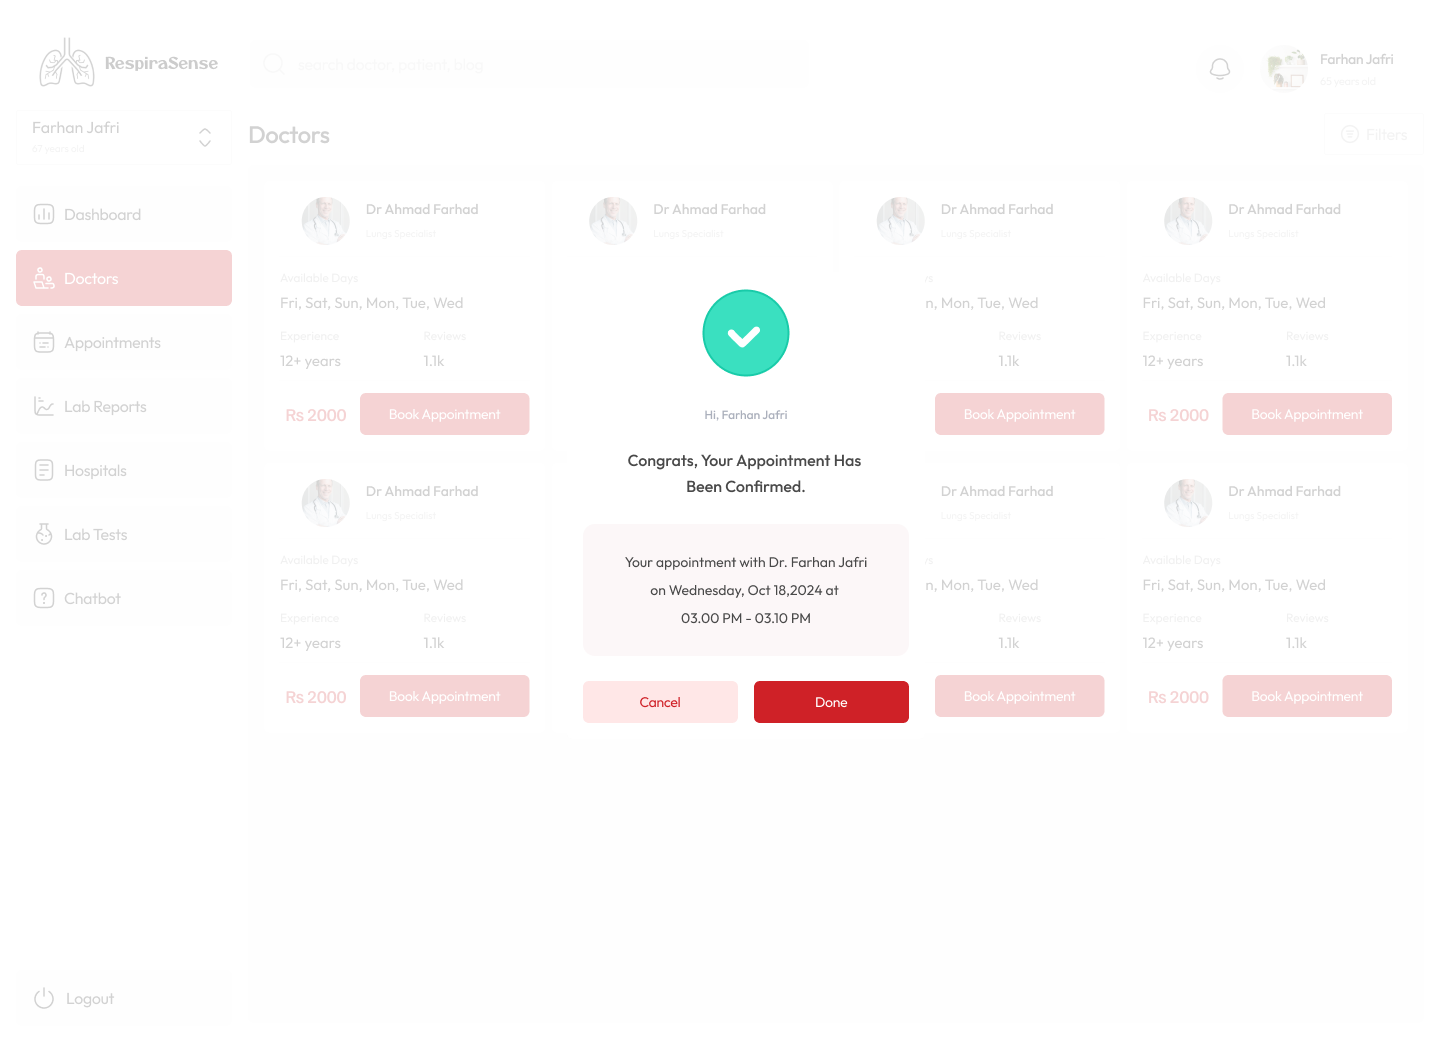 RespiraSense
search doctor, patient, blog
Farhan Jafri
65 years old
Farhan Jafri
67 years old
Doctors
Filters
Dashboard
Doctors
Appointments
Lab Reports
Hospitals
Lab Tests
Chatbot
Logout
Dr Ahmad Farhad
Lungs Specialist
Available Days
Fri, Sat, Sun, Mon, Tue, Wed
Experience Reviews
12+ years 1.1k
Rs 2000 Book Appointment
Dr Ahmad Farhad
Lungs Specialist
Dr Ahmad Farhad
Lungs Specialist
n, Mon, Tue, Wed
Reviews
1.1k
Book Appointment
Dr Ahmad Farhad
Lungs Specialist
Available Days
Fri, Sat, Sun, Mon, Tue, Wed
Experience Reviews
12+ years 1.1k
Rs 2000 Book Appointment
Dr Ahmad Farhad
Lungs Specialist
Available Days
Fri, Sat, Sun, Mon, Tue, Wed
Experience Reviews
12+ years 1.1k
Rs 2000 Book Appointment
Dr Ahmad Farhad
Lungs Specialist
n, Mon, Tue, Wed
Reviews
1.1k
Book Appointment
Dr Ahmad Farhad
Lungs Specialist
Available Days
Fri, Sat, Sun, Mon, Tue, Wed
Experience Reviews
12+ years 1.1k
Rs 2000 Book Appointment
Hi, Farhan Jafri
Congrats, Your Appointment Has
Been Confirmed.
Your appointment with Dr. Farhan Jafri
on Wednesday, Oct 18,2024 at
03.00 PM - 03.10 PM
Cancel Done